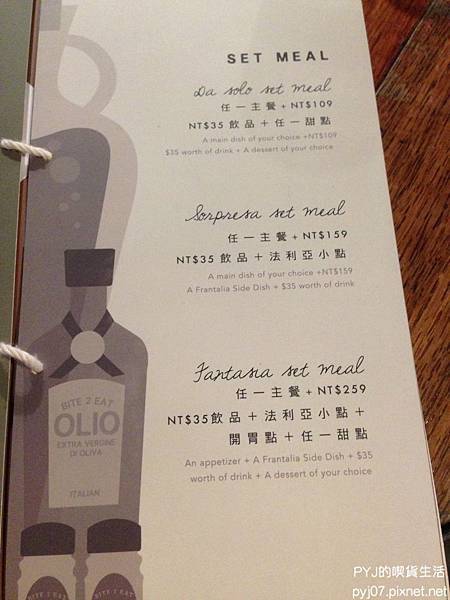 SET MEAL
Da solo set meal
任一主餐 + NT$109
NT$35 飲品 + 任一甜點
A main dish of your choice +NT$109
$35 worth of drink + A dessert of your choice
Sorpresa set meal
任一主餐 + NT$159
NT$35 飲品 + 法利亞小點
A main dish of your choice +NT$159
A Frantalia Side Dish + $35 worth of drink
Fantasia set meal
任一主餐 + NT$259
NT$35飲品 + 法利亞小點 +
開胃點 + 任一甜點
An appetizer + A Frantalia Side Dish + $35
worth of drink + A dessert of your choice
BITE 2 EAT
OLIO
EXTRA VERGINE
DI OLIVA
ITALIAN
BITE 2 EAT
BITE 2 EAT
PYJ的喫貨生活
pyj07.pixnet.net